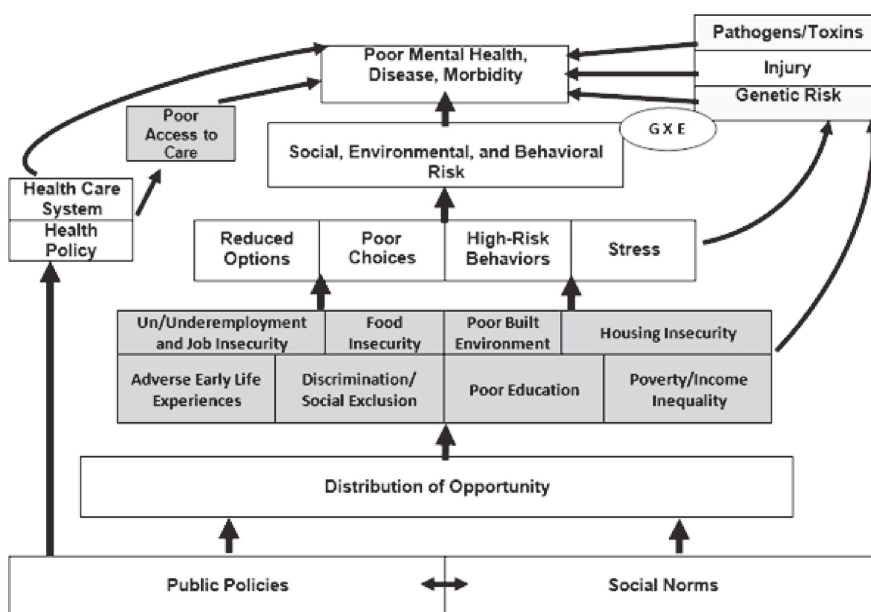 Pathogens/Toxins
Poor Mental Health,
Disease, Morbidity
Injury
Genetic Risk
Poor
Access to
Care
G X E
Social, Environmental, and Behavioral
Risk
Health Care
System
Health
Policy
Reduced
Options
Poor
Choices
High-Risk
Behaviors
Stress
Un/Underemployment
and Job Insecurity
Food
Insecurity
Poor Built
Environment
Housing Insecurity
Adverse Early Life
Experiences
Discrimination/
Social Exclusion
Poor Education
Poverty/Income
Inequality
Distribution of Opportunity
Public Policies
Social Norms